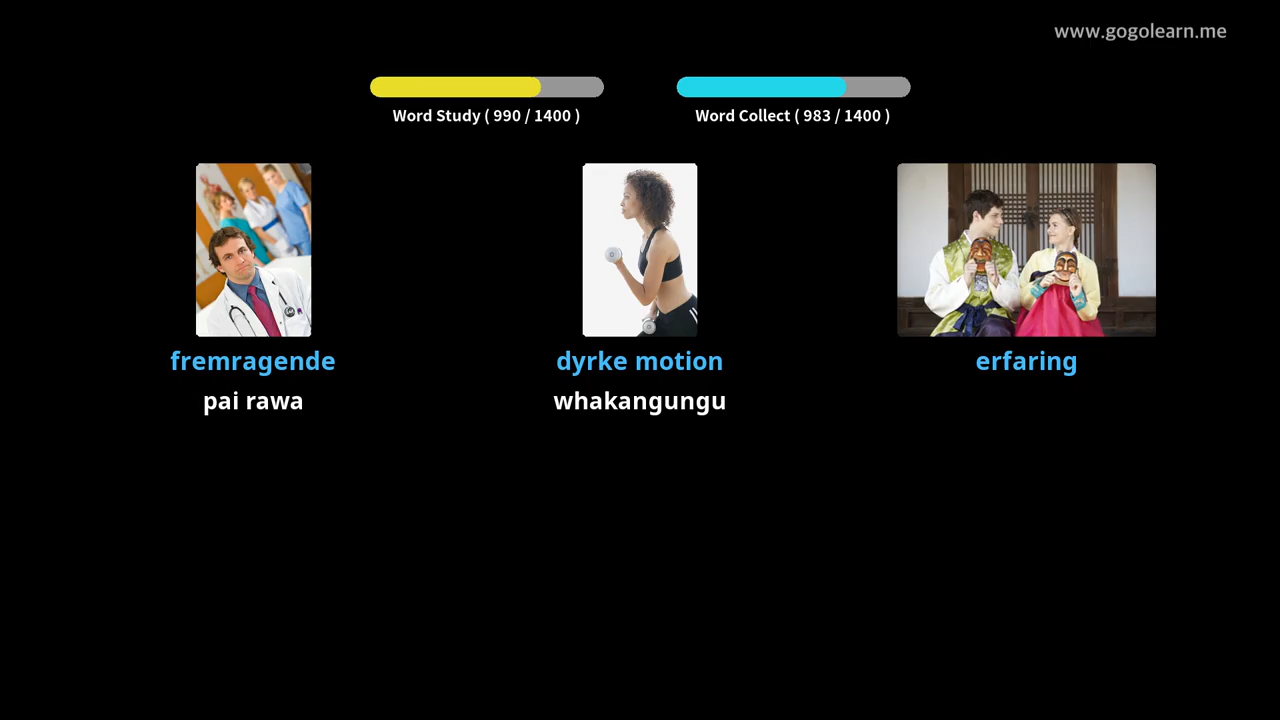 www.gogolearn.me
Word Study ( 990 / 1400 )
Word Collect ( 983 / 1400 )
fremragende
pai rawa
dyrke motion
whakangungu
erfaring